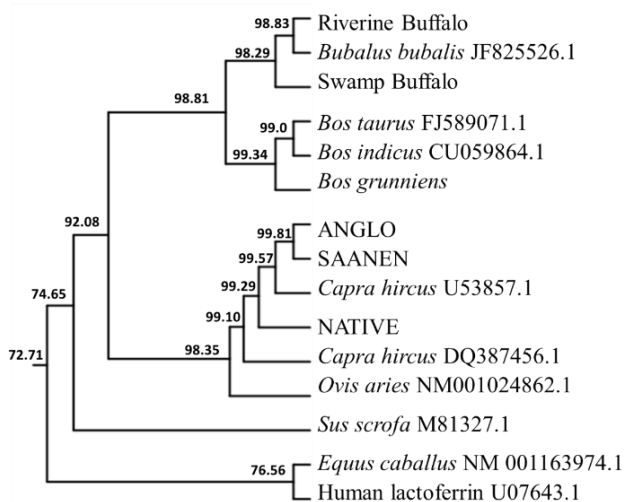 98.83 Riverine Buffalo
98.29 Bubalus bubalis JF825526.1
Swamp Buffalo
98.81
99.0 Bos taurus FJ589071.1
99.34 Bos indicus CU059864.1
Bos grunniens
92.08
99.81 ANGLO
99.57 SAANEN
99.29 Capra hircus U53857.1
99.10 NATIVE
98.35 Capra hircus DQ387456.1
Ovis aries NM001024862.1
74.65
Sus scrofa M81327.1
72.71
76.56 Equus caballus NM 001163974.1
Human lactoferrin U07643.1